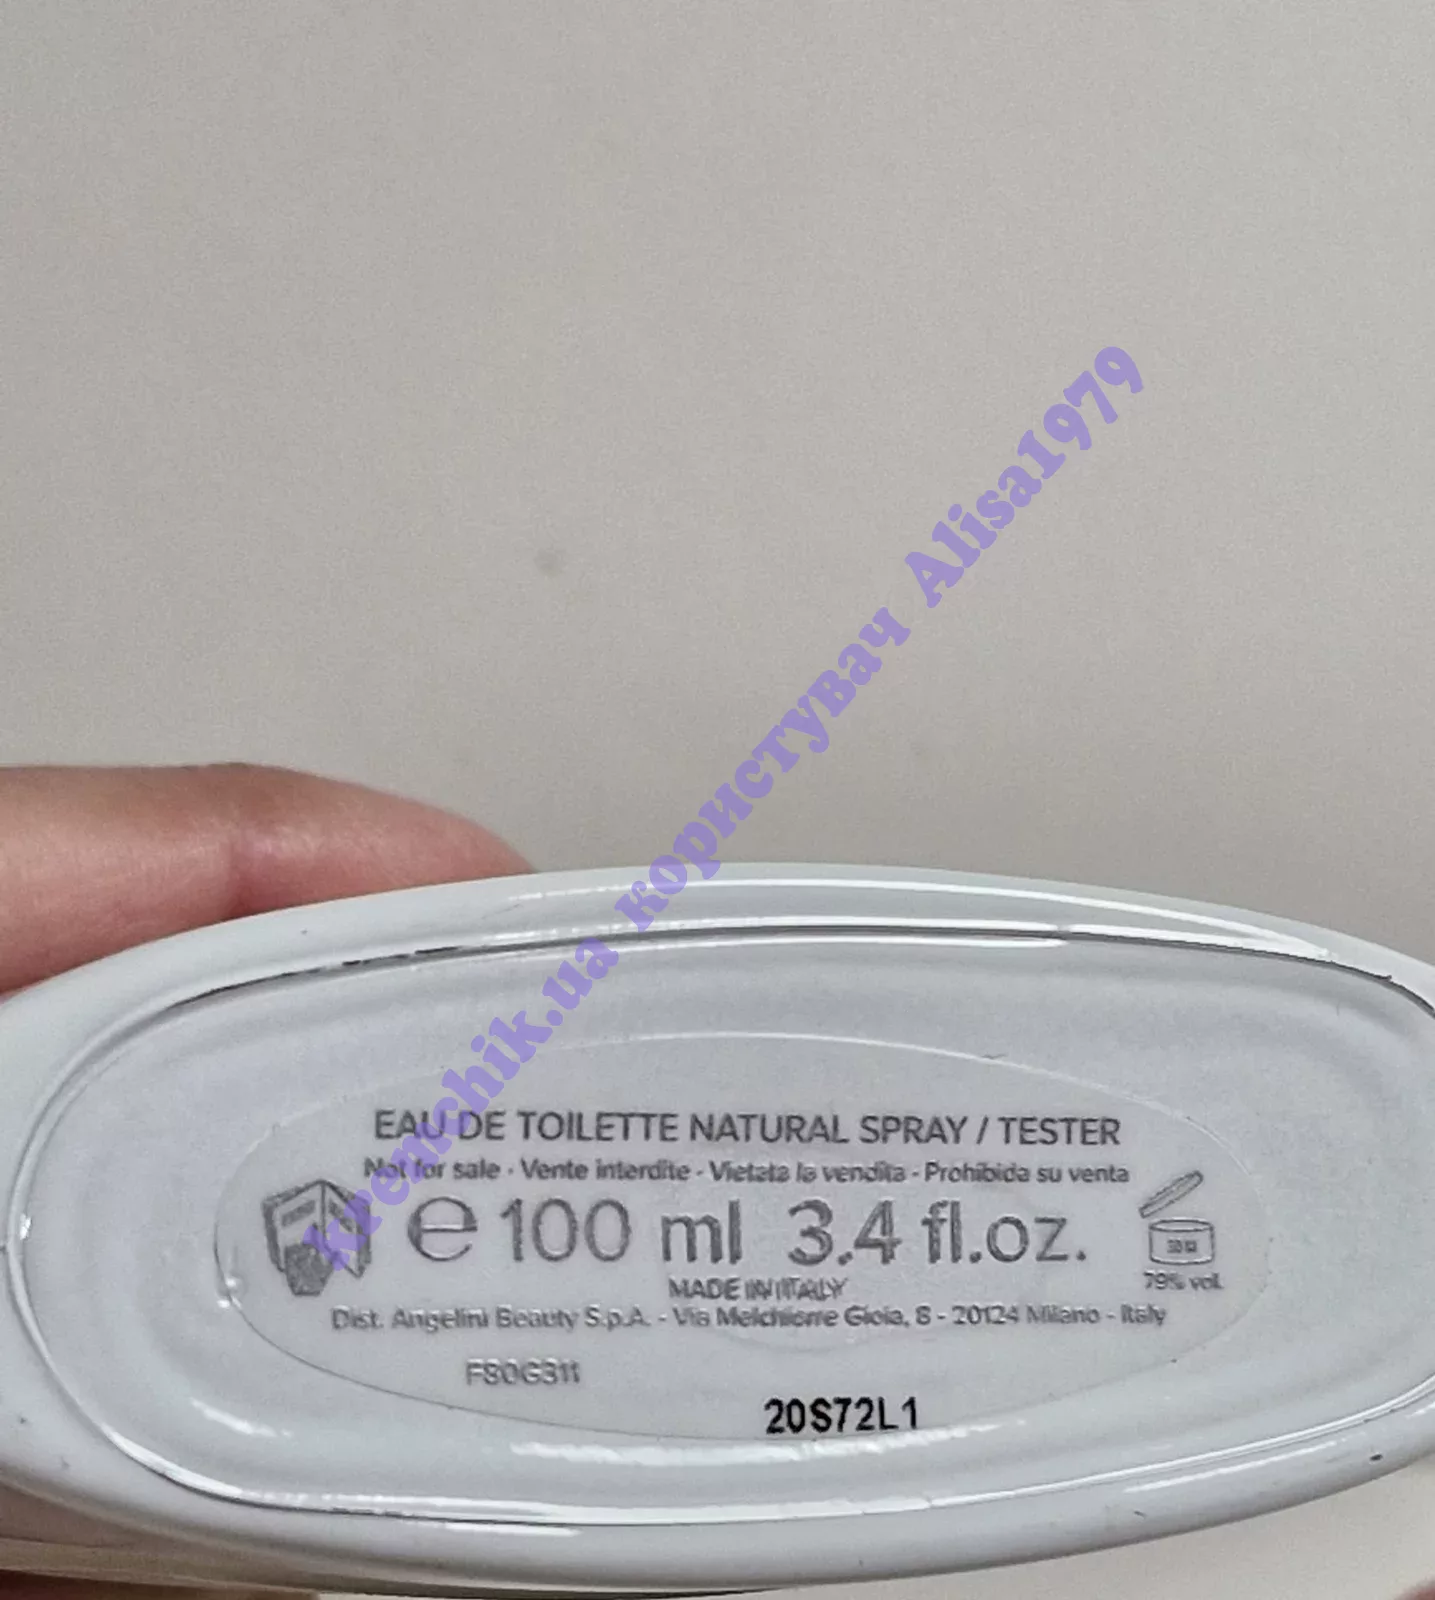 krenchik.ua користувач Alisa1979
EAU DE TOILETTE NATURAL SPRAY / TESTER
Not for sale - Vente interdite - Vietata la vendita - Prohibida su venta
e 100 ml 3.4 fl.oz.
79% vol.
MADE IN ITALY
Dist. Angelini Beauty S.p.A. - Via Melchiorre Gioia, 8 - 20124 Milano - Italy
F80G311
20S72L1